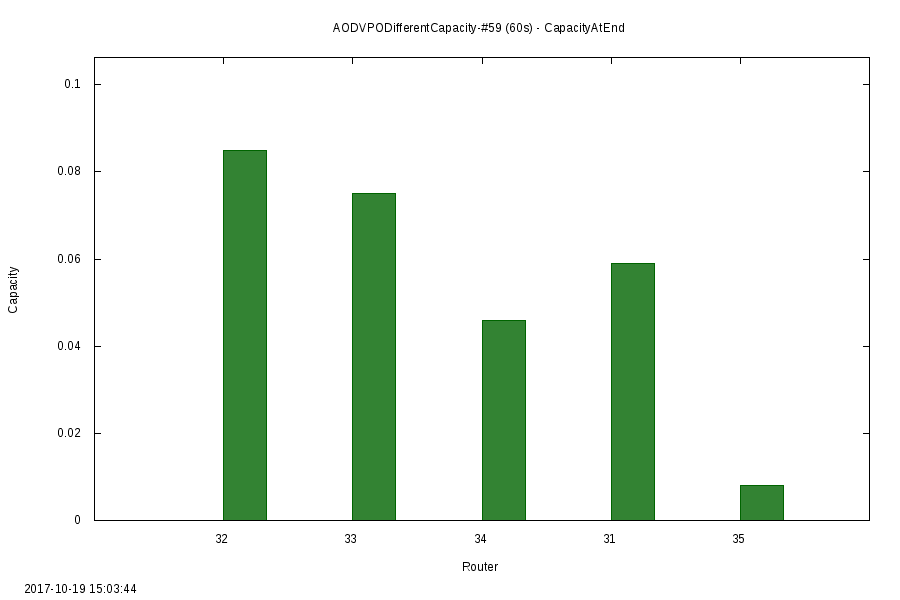 AODVPODifferentCapacity-#59 (60s) - CapacityAtEnd
0.1
0.08
0.06
0.04
0.02
0
Capacity
32 33 34 31 35
Router
2017-10-19 15:03:44